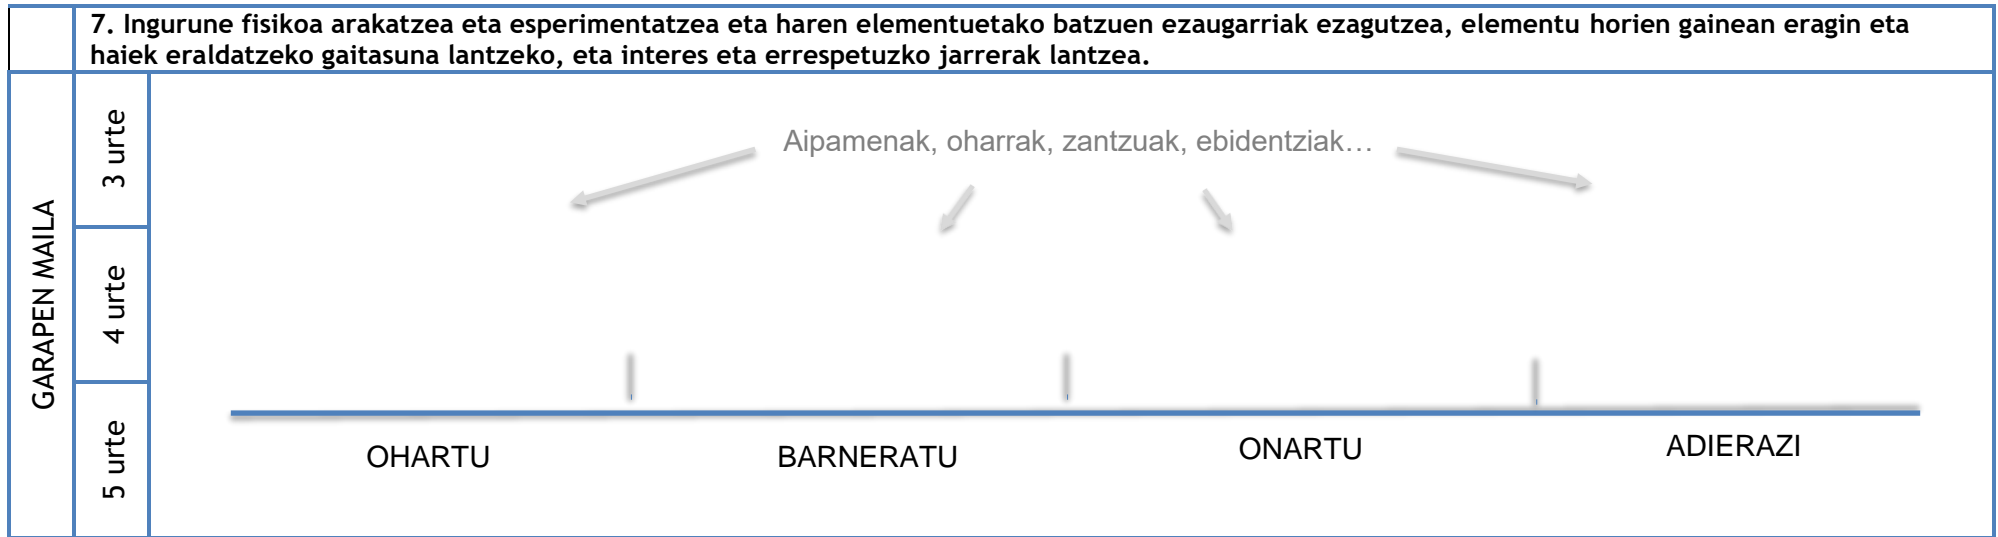 7. Ingurune fisikoa arakatzea eta esperimentatzea eta haren elementuetako batzuen ezaugarriak ezagutzea, elementu horien gainean eragin eta
haiek eraldatzeko gaitasuna lantzeko, eta interes eta errespetuzko jarrerak lantzea.
GARAPEN MAILA
3 urte
4 urte
5 urte
Aipamenak, oharrak, zantzuak, ebidentziak…
OHARTU
BARNERATU
ONARTU
ADIERAZI